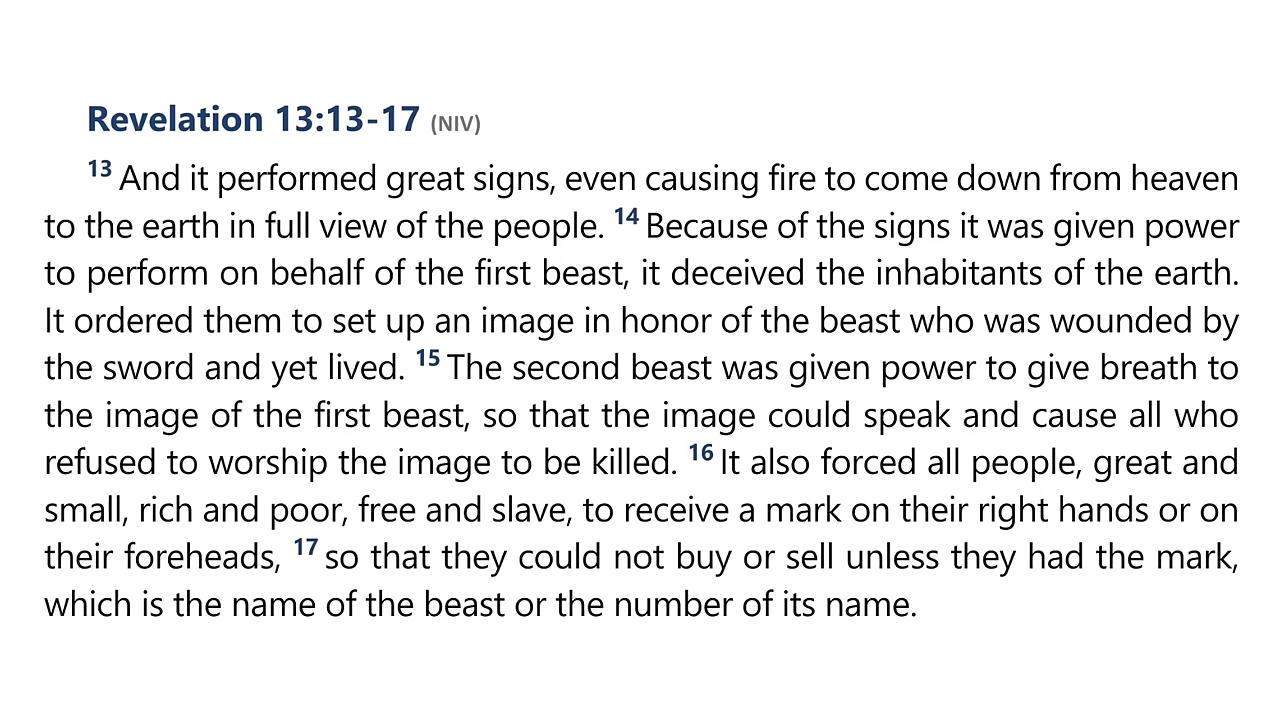 Revelation 13:13-17 (NIV)
13 And it performed great signs, even causing fire to come down from heaven
to the earth in full view of the people. 14 Because of the signs it was given power
to perform on behalf of the first beast, it deceived the inhabitants of the earth.
It ordered them to set up an image in honor of the beast who was wounded by
the sword and yet lived. 15 The second beast was given power to give breath to
the image of the first beast, so that the image could speak and cause all who
refused to worship the image to be killed. 16 It also forced all people, great and
small, rich and poor, free and slave, to receive a mark on their right hands or on
their foreheads, 17 so that they could not buy or sell unless they had the mark,
which is the name of the beast or the number of its name.